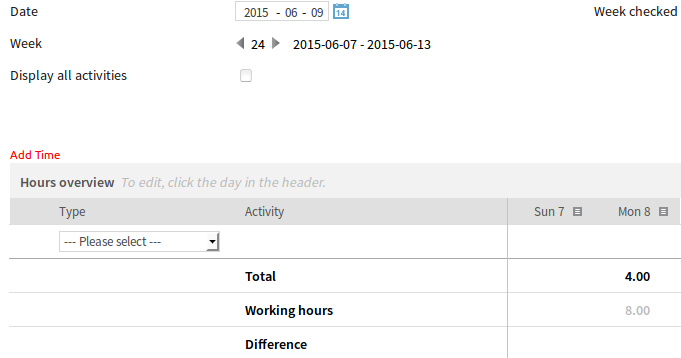 Date 2015 - 06 - 09 14 Week checked
Week 24 2015-06-07 - 2015-06-13
Display all activities
Add Time
Hours overview To edit, click the day in the header.
Type Activity Sun 7 Mon 8
--- Please select ---
Total 4.00
Working hours 8.00
Difference